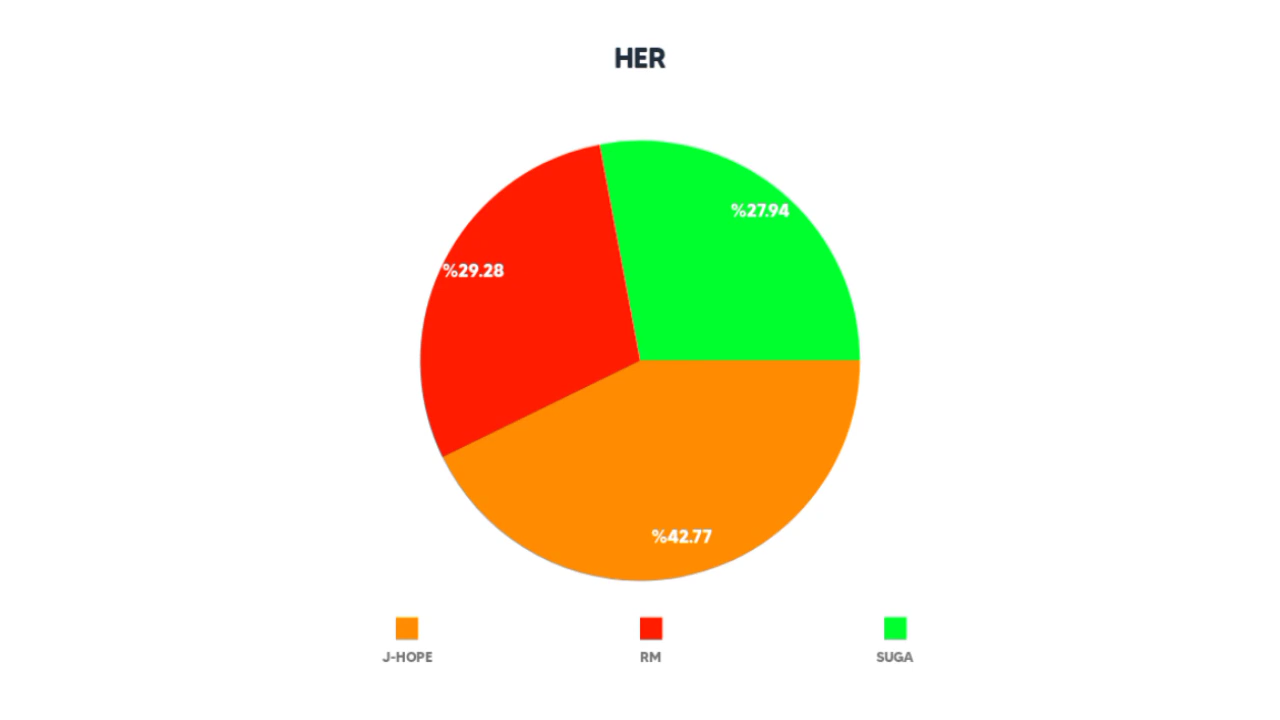 HER
%27.94
%29.28
%42.77
J-HOPE
RM
SUGA